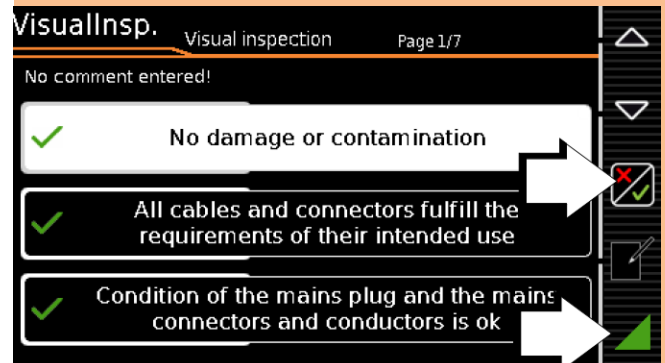 VisualInsp. Visual inspection Page 1/7
No comment entered!
No damage or contamination
All cables and connectors fulfill the
requirements of their intended use
Condition of the mains plug and the mains
connectors and conductors is ok